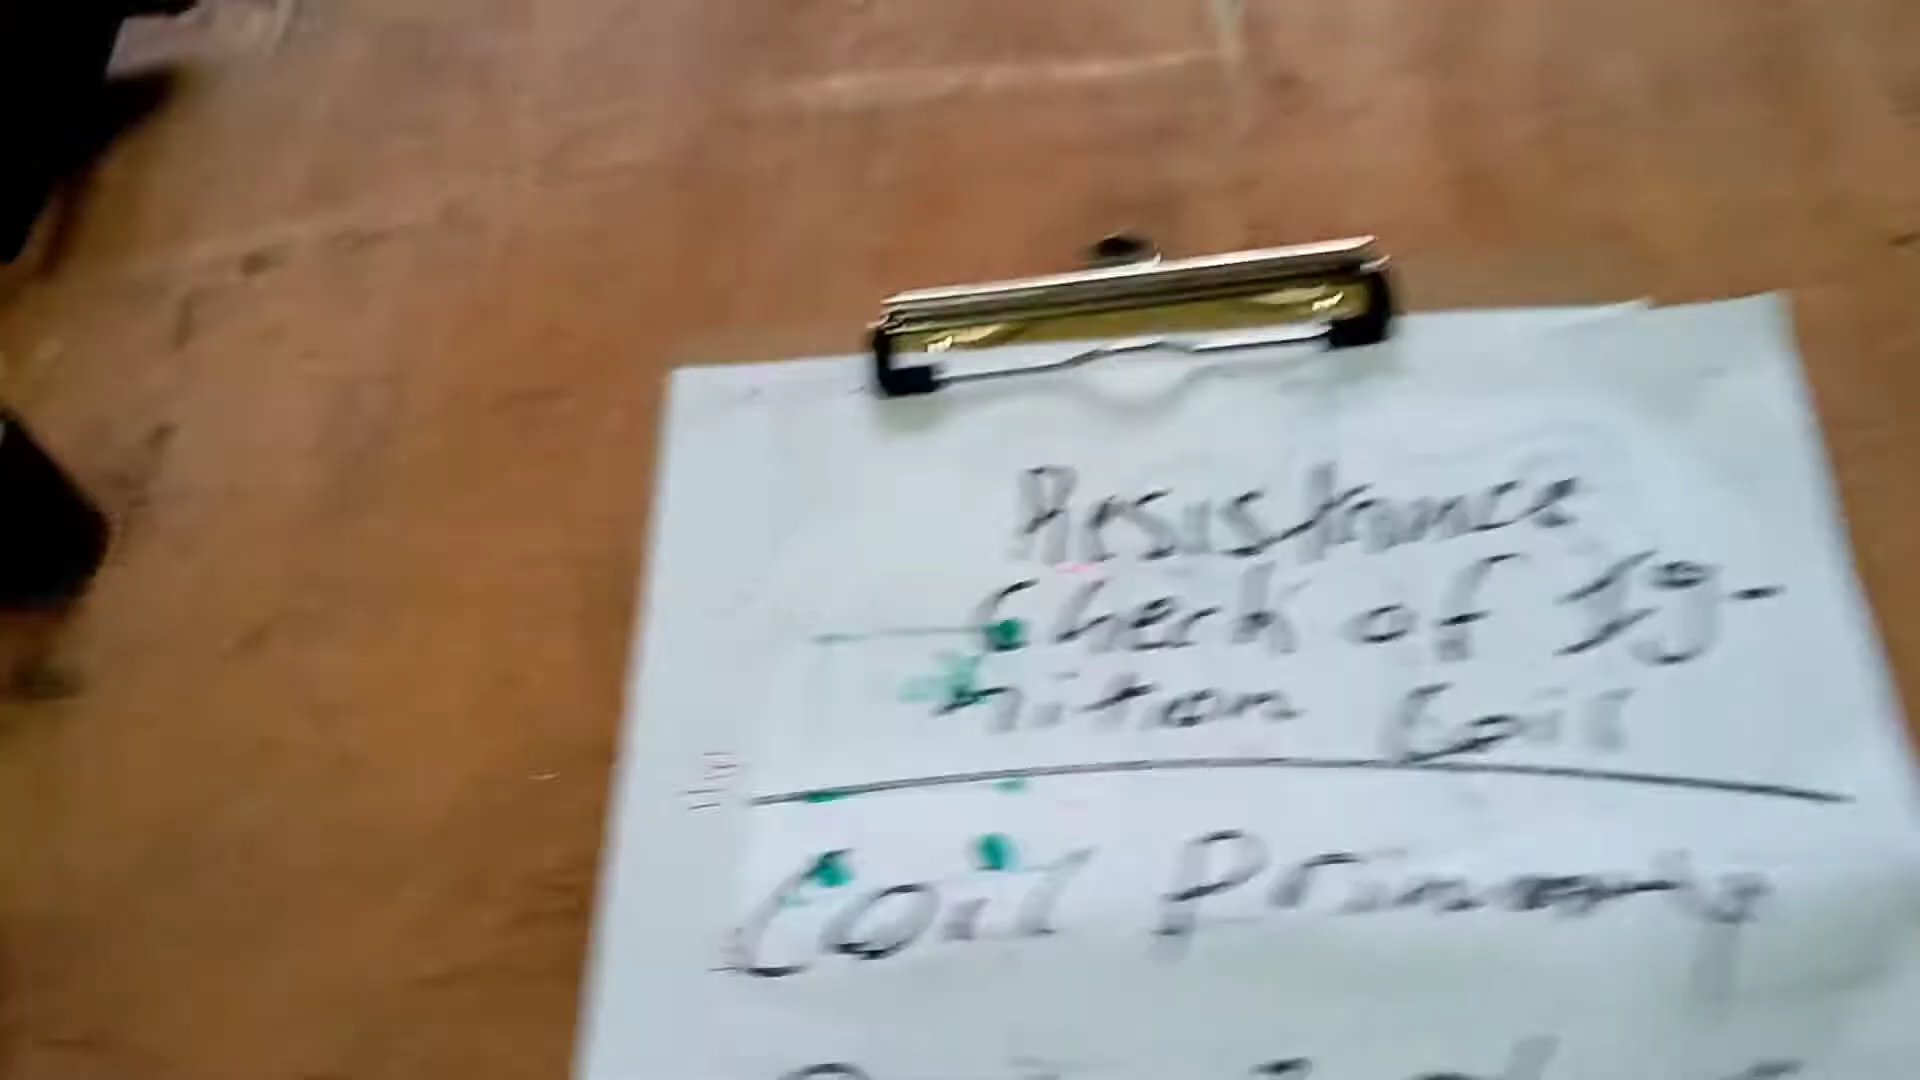 Resistance
Check of Ig-
nition Coil
Coil Primary